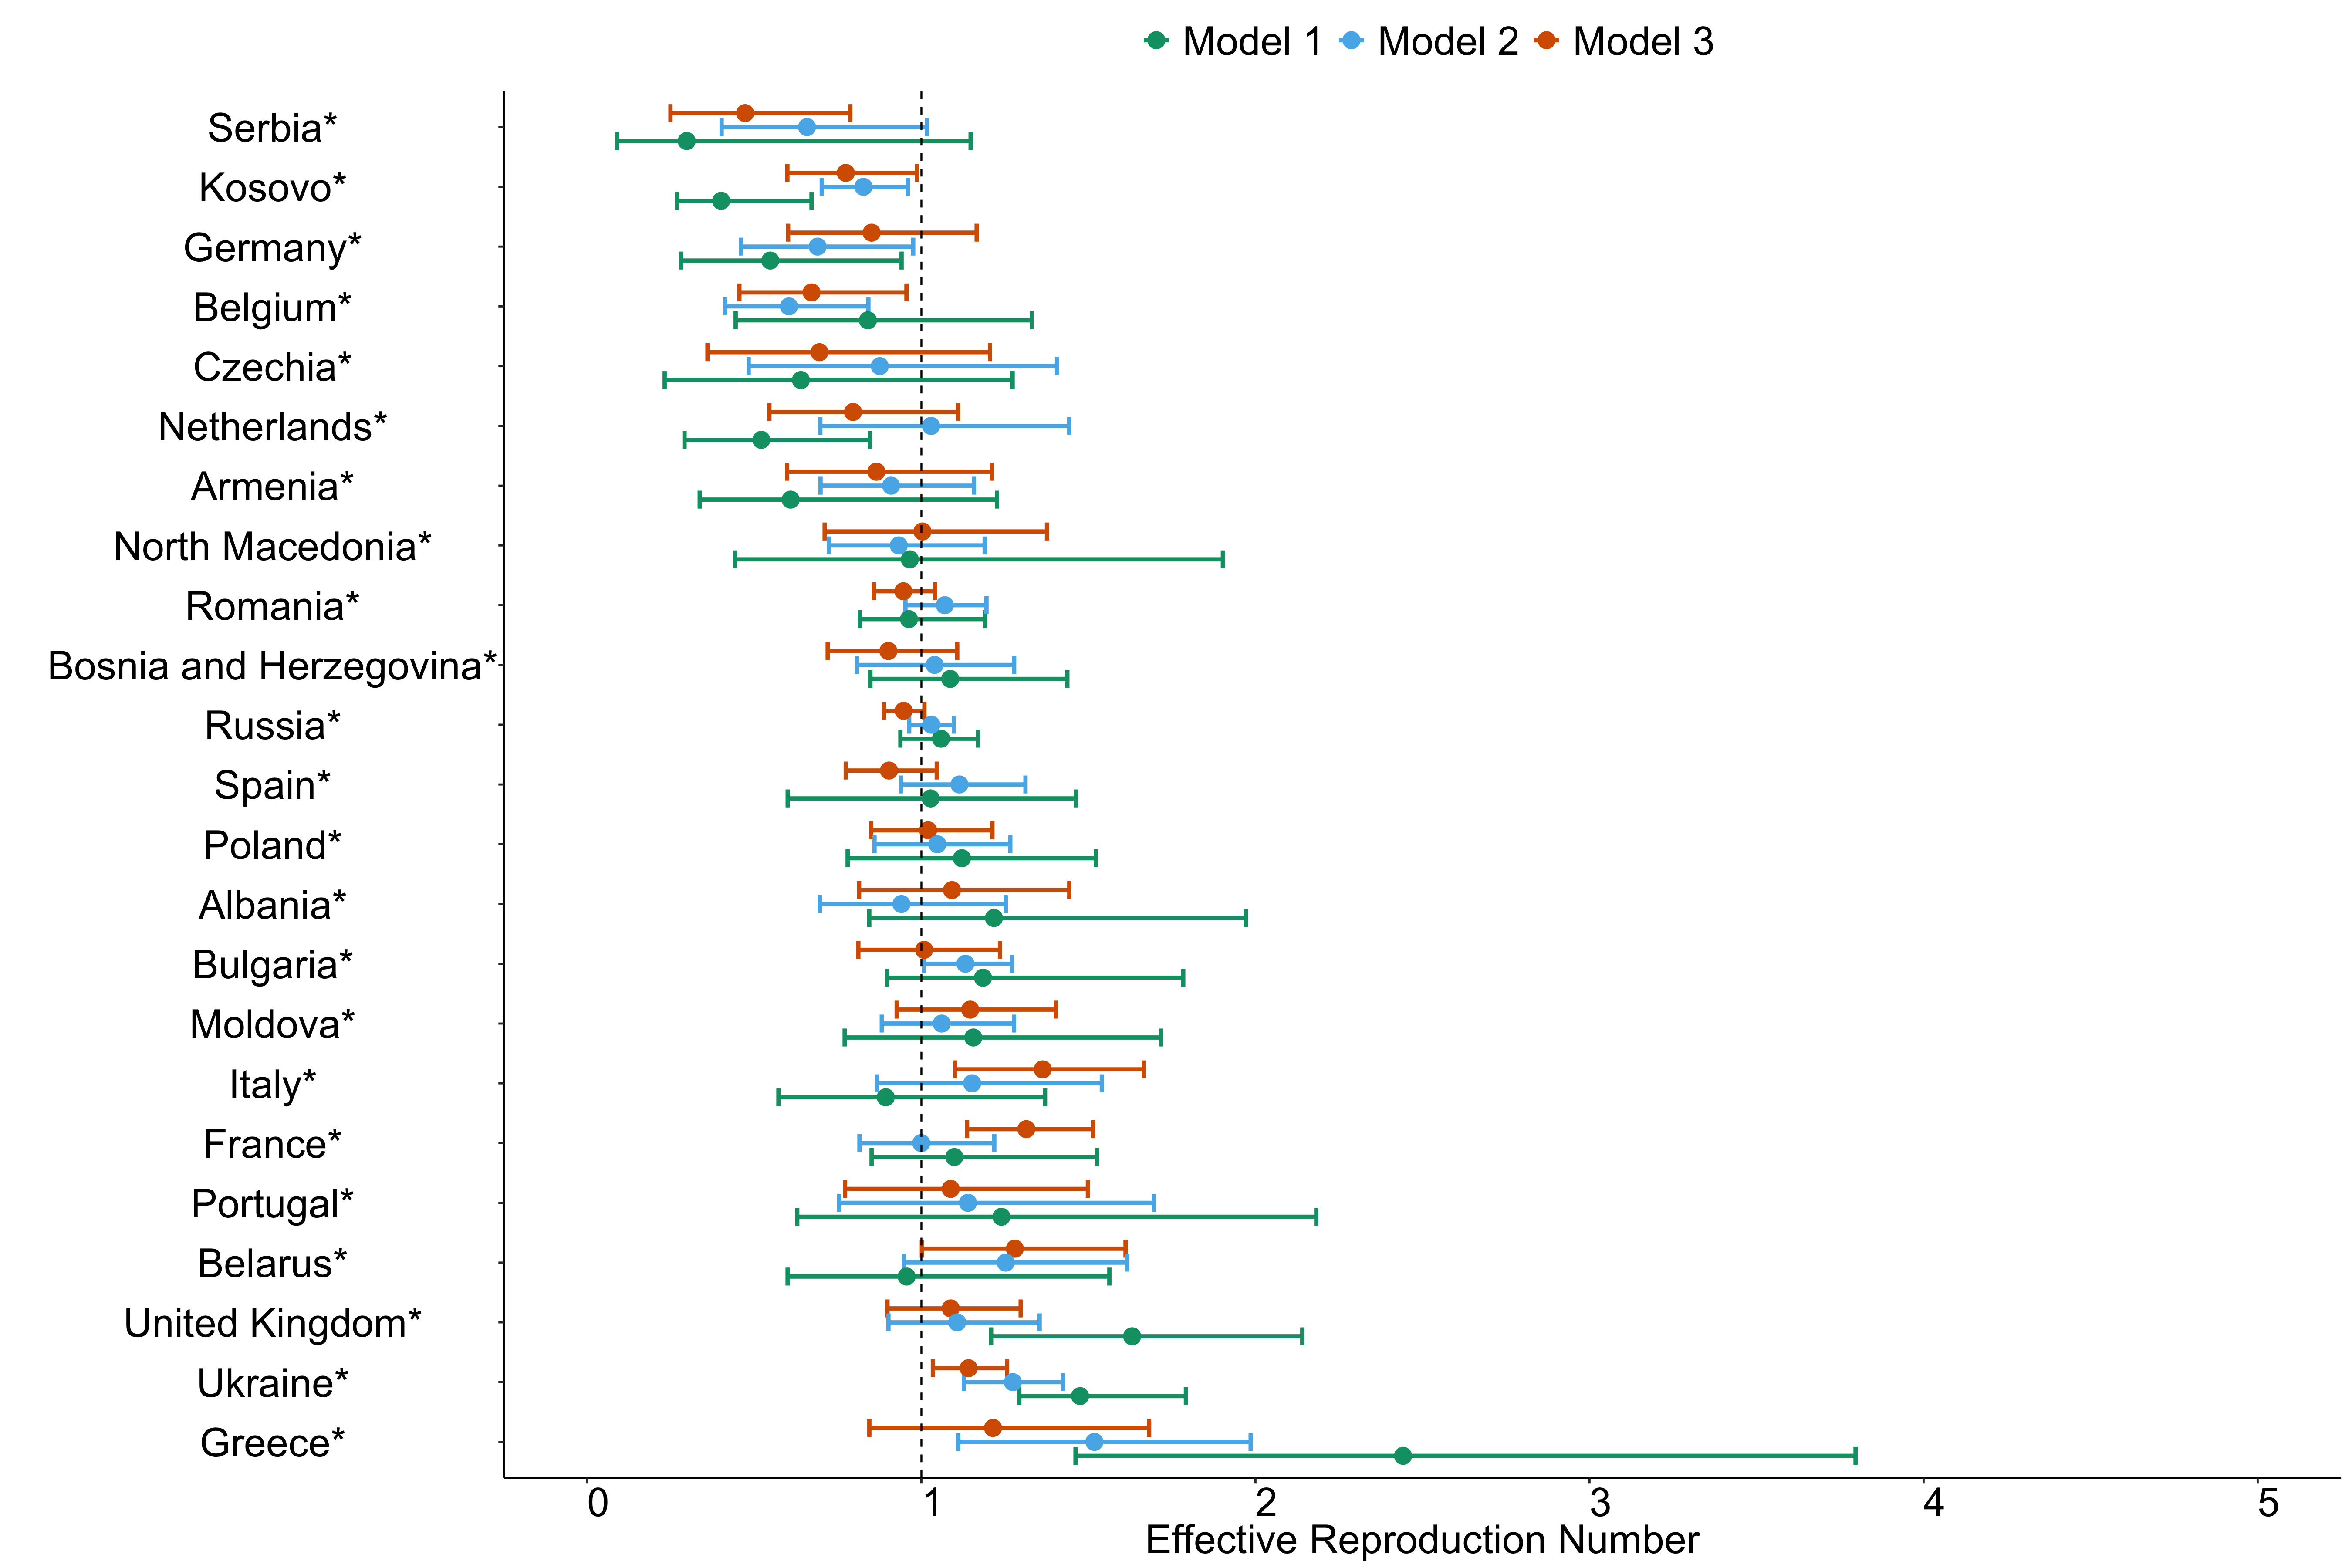 Model 1 Model 2 Model 3
Serbia*
Kosovo*
Germany*
Belgium*
Czechia*
Netherlands*
Armenia*
North Macedonia*
Romania*
Bosnia and Herzegovina*
Russia*
Spain*
Poland*
Albania*
Bulgaria*
Moldova*
Italy*
France*
Portugal*
Belarus*
United Kingdom*
Ukraine*
Greece*
0 1 2 3 4 5
Effective Reproduction Number